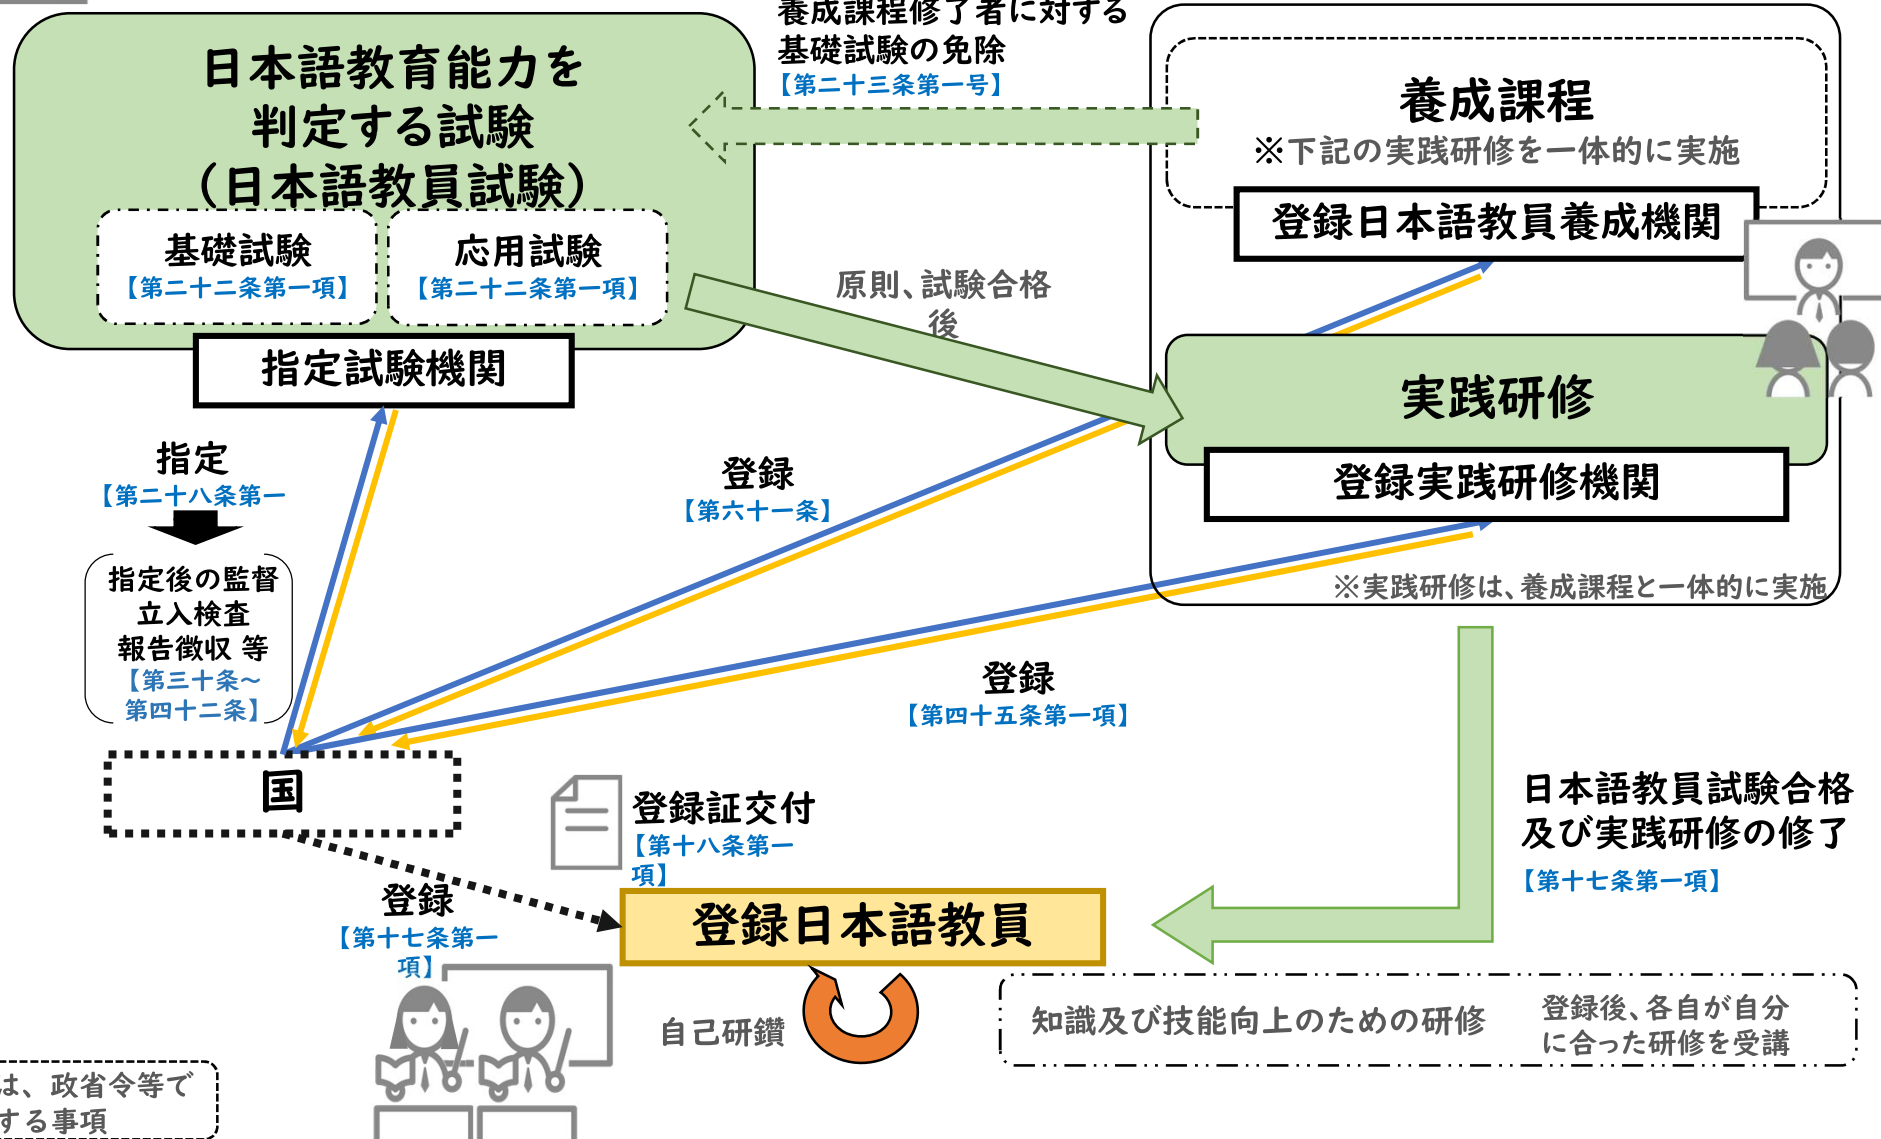 日本語教育能力を
判定する試験
（日本語教員試験）
基礎試験
【第二十二条第一項】
応用試験
【第二十二条第一項】
指定試験機関
養成課程修了者に対する
基礎試験の免除
【第二十三条第一号】
養成課程
※下記の実践研修を一体的に実施
登録日本語教員養成機関
原則、試験合格
後
実践研修
登録実践研修機関
※実践研修は、養成課程と一体的に実施
指定
【第二十八条第一
指定後の監督
立入検査
報告徴収 等
【第三十条～
第四十二条】
登録
【第六十一条】
登録
【第四十五条第一項】
国
登録証交付
【第十八条第一
項】
登録
【第十七条第一
項】
登録日本語教員
日本語教員試験合格
及び実践研修の修了
【第十七条第一項】
自己研鑽
知識及び技能向上のための研修
登録後、各自が自分
に合った研修を受講
は、政省令等で
する事項